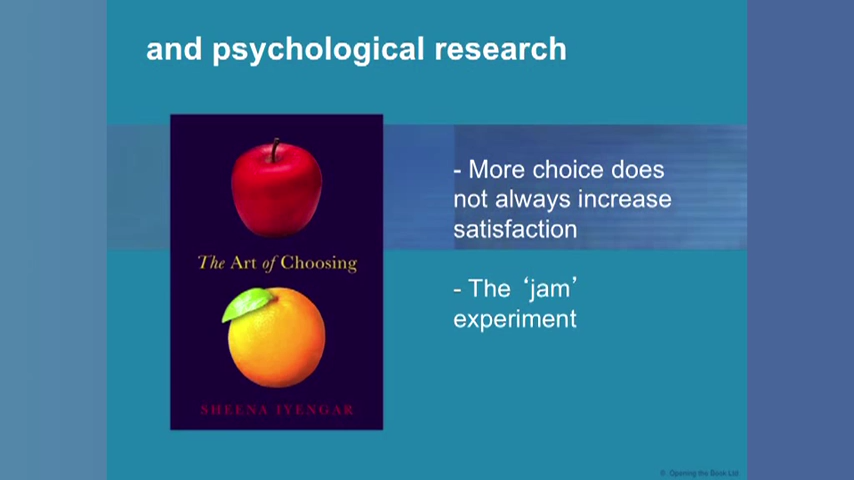 and psychological research
The Art of Choosing
SHEENA IYENGAR
- More choice does
not always increase
satisfaction
- The ‘jam’
experiment
© Opening the Book Ltd